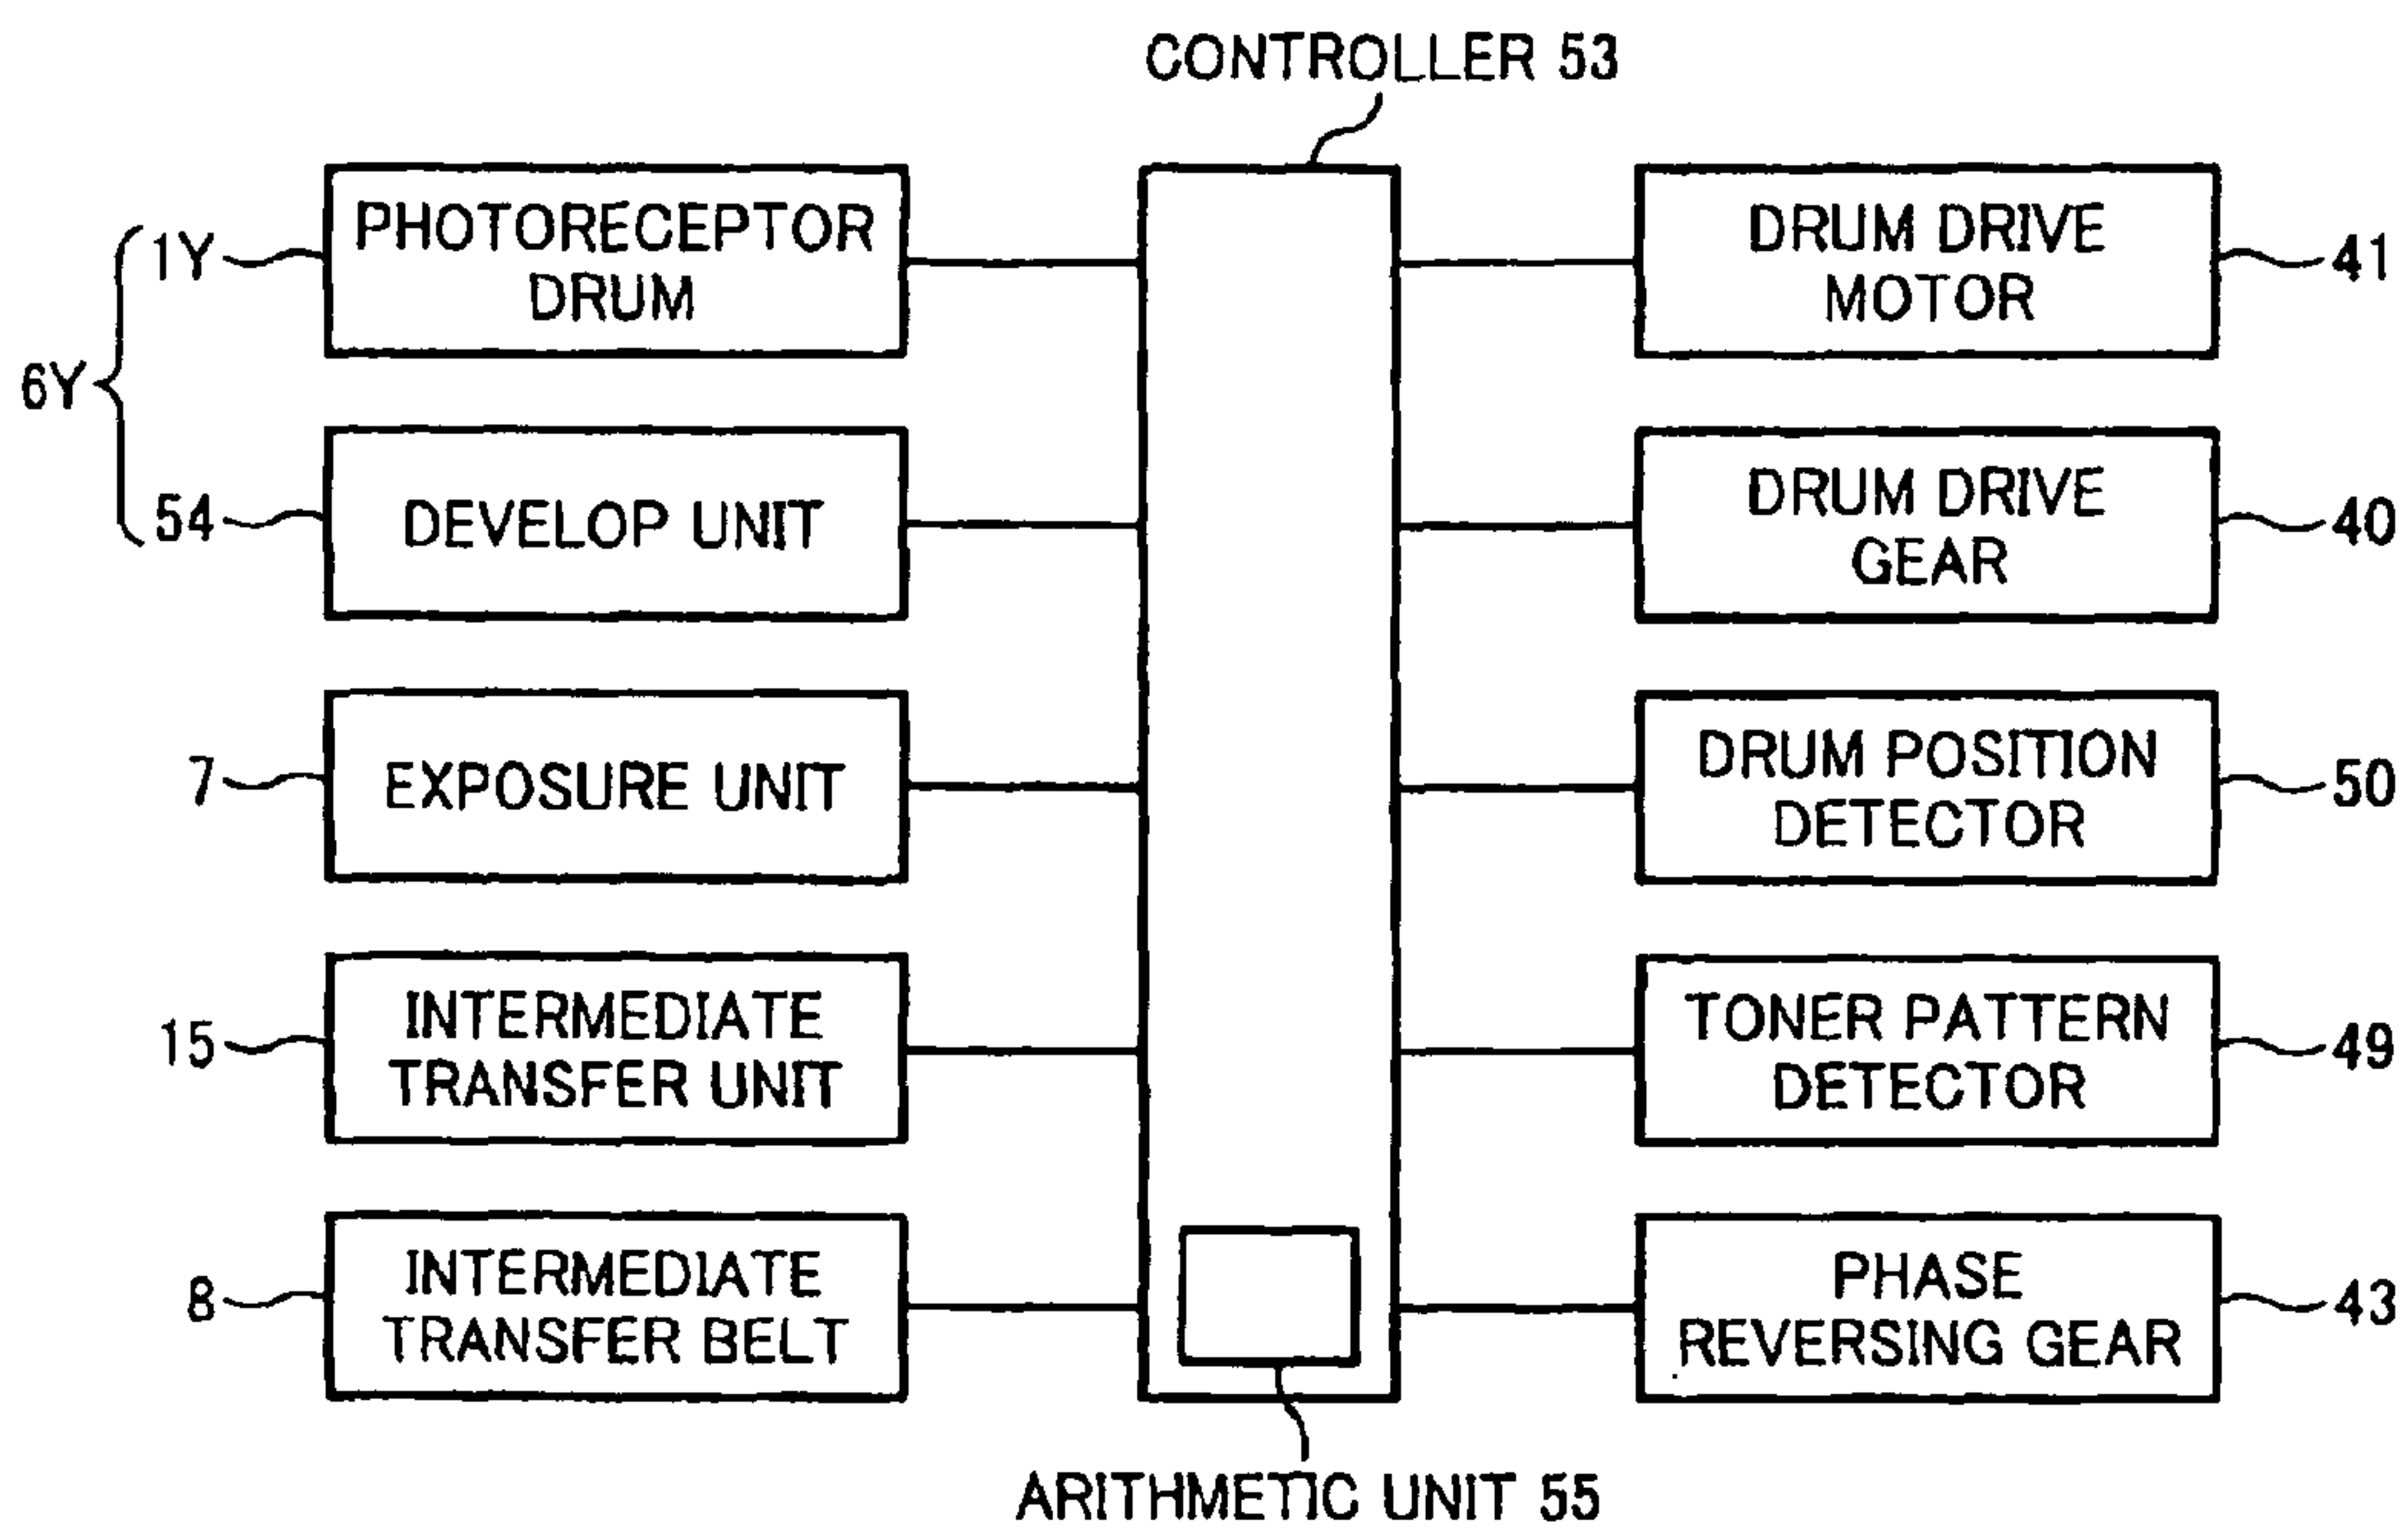 CONTROLLER 53
1Y
PHOTORECEPTOR
DRUM
6Y
54
DEVELOP UNIT
7
EXPOSURE UNIT
15
INTERMEDIATE
TRANSFER UNIT
8
INTERMEDIATE
TRANSFER BELT
DRUM DRIVE
MOTOR
41
DRUM DRIVE
GEAR
40
DRUM POSITION
DETECTOR
50
TONER PATTERN
DETECTOR
49
PHASE
REVERSING GEAR
43
ARITHMETIC UNIT 55